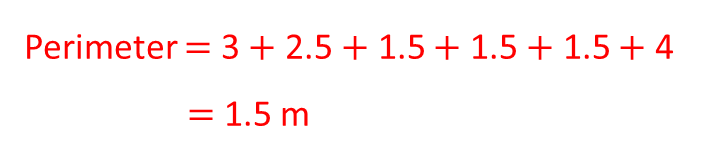 Perimeter = 3 + 2.5 + 1.5 + 1.5 + 1.5 + 4
= 1.5 m